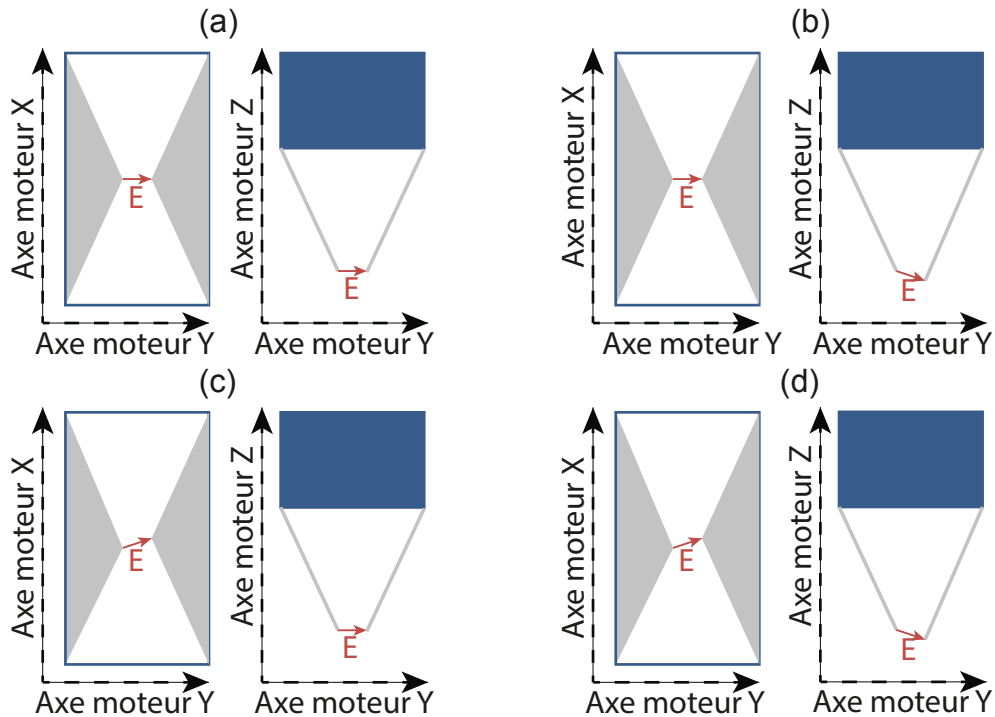 (a)
Axe moteur X
E
Axe moteur Y
Axe moteur Z
E
Axe moteur Y
(b)
Axe moteur X
E
Axe moteur Y
Axe moteur Z
E
Axe moteur Y
(c)
Axe moteur X
E
Axe moteur Y
Axe moteur Z
E
Axe moteur Y
(d)
Axe moteur X
E
Axe moteur Y
Axe moteur Z
E
Axe moteur Y